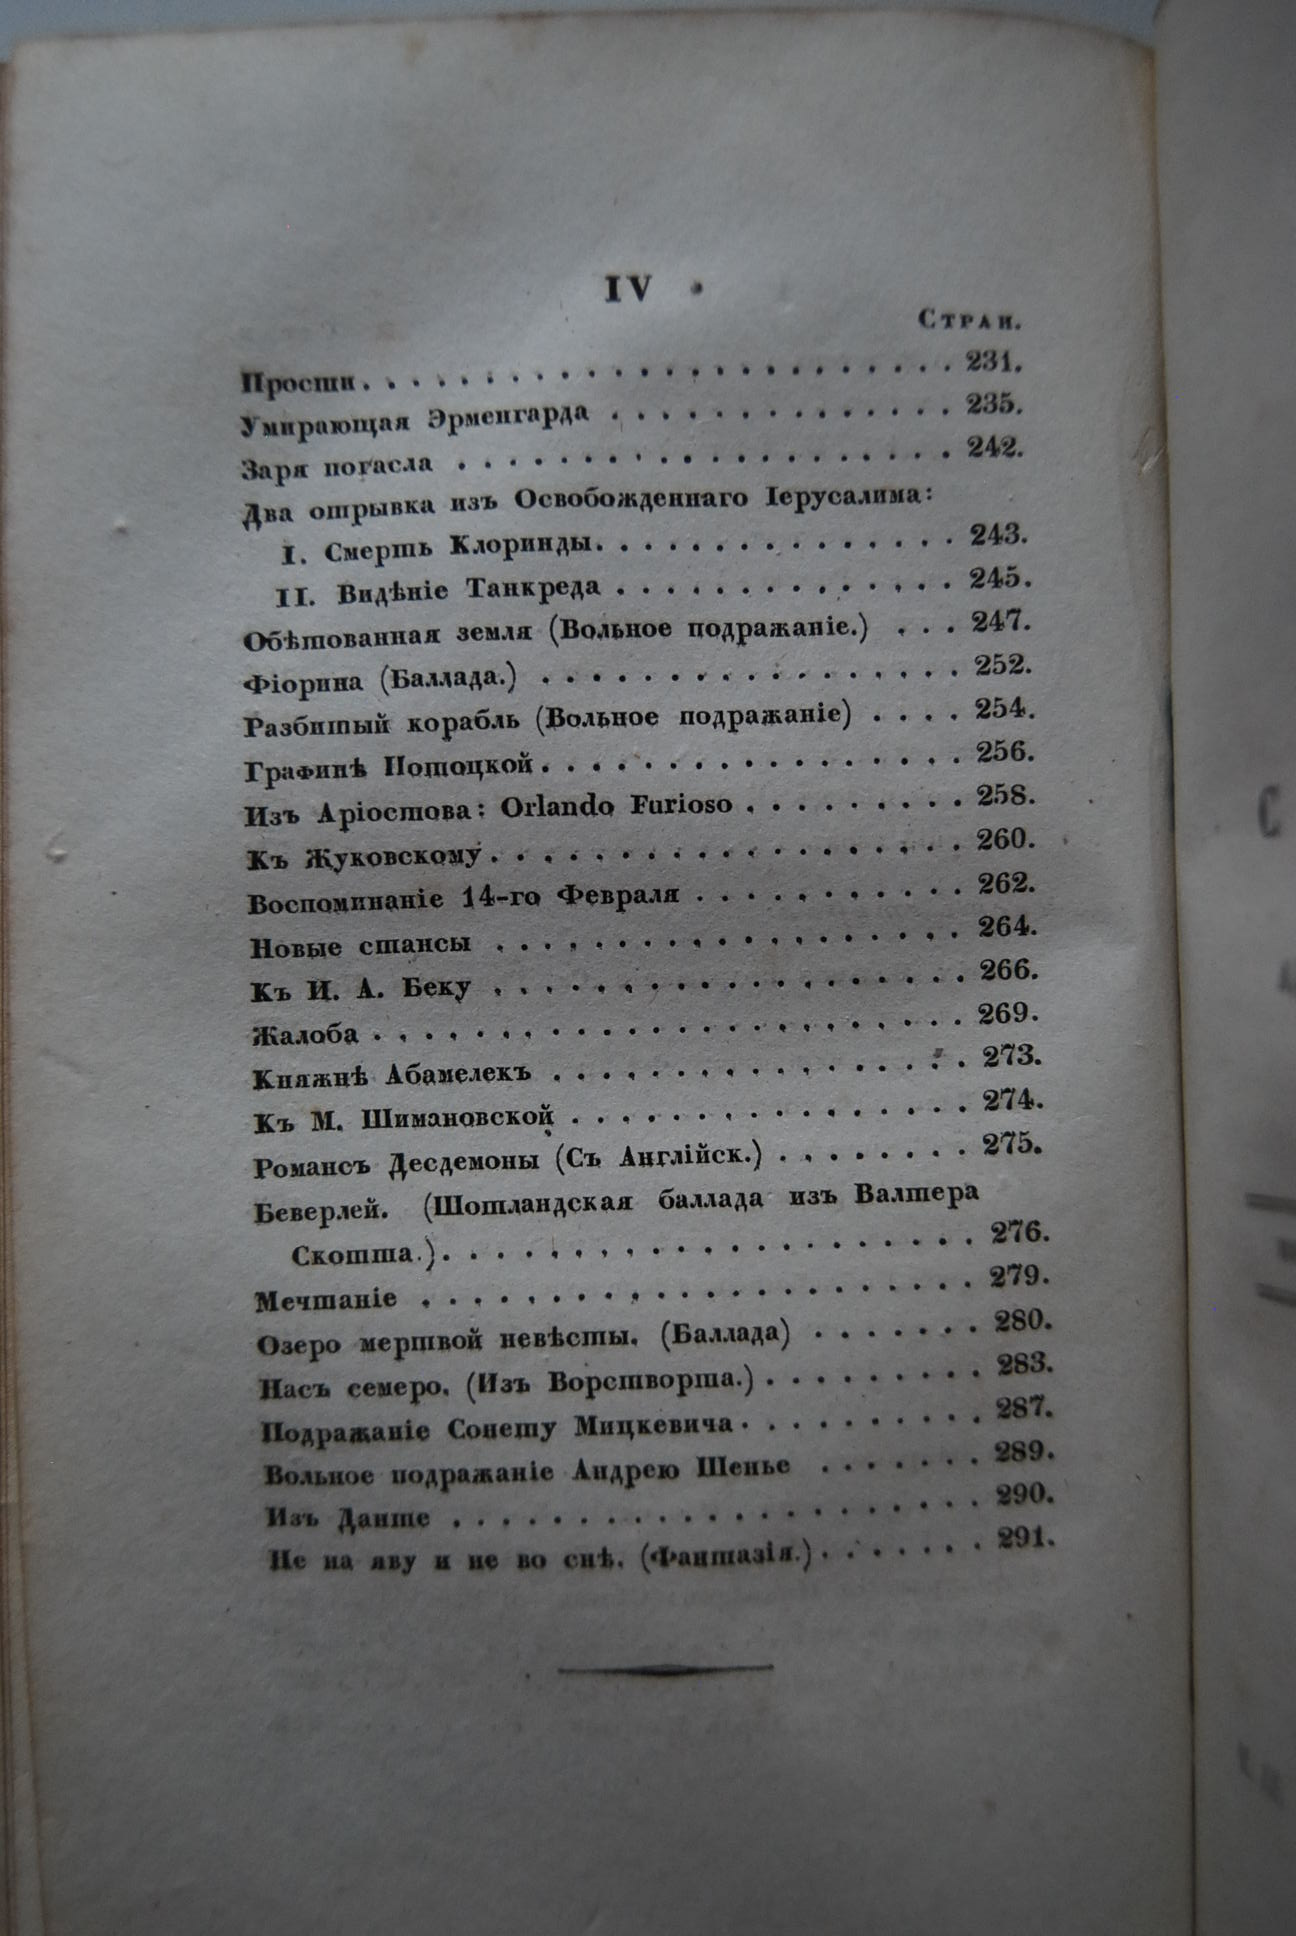 IV
Стран.
Прости. . . . . . . . . . . . . . . . . . . . . . . . 231.
Умирающая Эрменгарда . . . . . . . . . . . . . . 235.
Заря погасла . . . . . . . . . . . . . . . . . . . . 242.
Два отрывка изъ Освобожденнаго Іерусалима:
I. Смерть Клоринды. . . . . . . . . . . . . . . 243.
II. Видѣніе Танкреда . . . . . . . . . . . . . . 245.
Обѣтованная земля (Вольное подражаніе.) . . . 247.
Фіорина (Баллада.) . . . . . . . . . . . . . . . . . 252.
Разбитый корабль (Вольное подражаніе) . . . . 254.
Графинѣ Потоцкой. . . . . . . . . . . . . . . . . 256.
Изъ Аріостова: Orlando Furioso . . . . . . . . . 258.
Къ Жуковскому. . . . . . . . . . . . . . . . . . . 260.
Воспоминаніе 14-го Февраля . . . . . . . . . . . 262.
Новые стансы . . . . . . . . . . . . . . . . . . . 264.
Къ И. А. Беку . . . . . . . . . . . . . . . . . . . 266.
Жалоба . . . . . . . . . . . . . . . . . . . . . . . 269.
Княжнѣ Абамелекъ . . . . . . . . . . . . . . . . . 273.
Къ М. Шимановской . . . . . . . . . . . . . . . . 274.
Романсъ Десдемоны (Съ Англійск.) . . . . . . . . 275.
Беверлей. (Шотландская баллада изъ Валтера
Скотта.). . . . . . . . . . . . . . . . . . . . . 276.
Мечтаніе . . . . . . . . . . . . . . . . . . . . . . 279.
Озеро мертвой невѣсты. (Баллада) . . . . . . . 280.
Насъ семеро. (Изъ Ворстворта.) . . . . . . . . . 283.
Подражаніе Сонету Мицкевича . . . . . . . . . . 287.
Вольное подражаніе Андрею Шенье . . . . . . . 289.
Изъ Данте . . . . . . . . . . . . . . . . . . . . . 290.
Не на яву и не во снѣ. (Фантазія.) . . . . . . . 291.